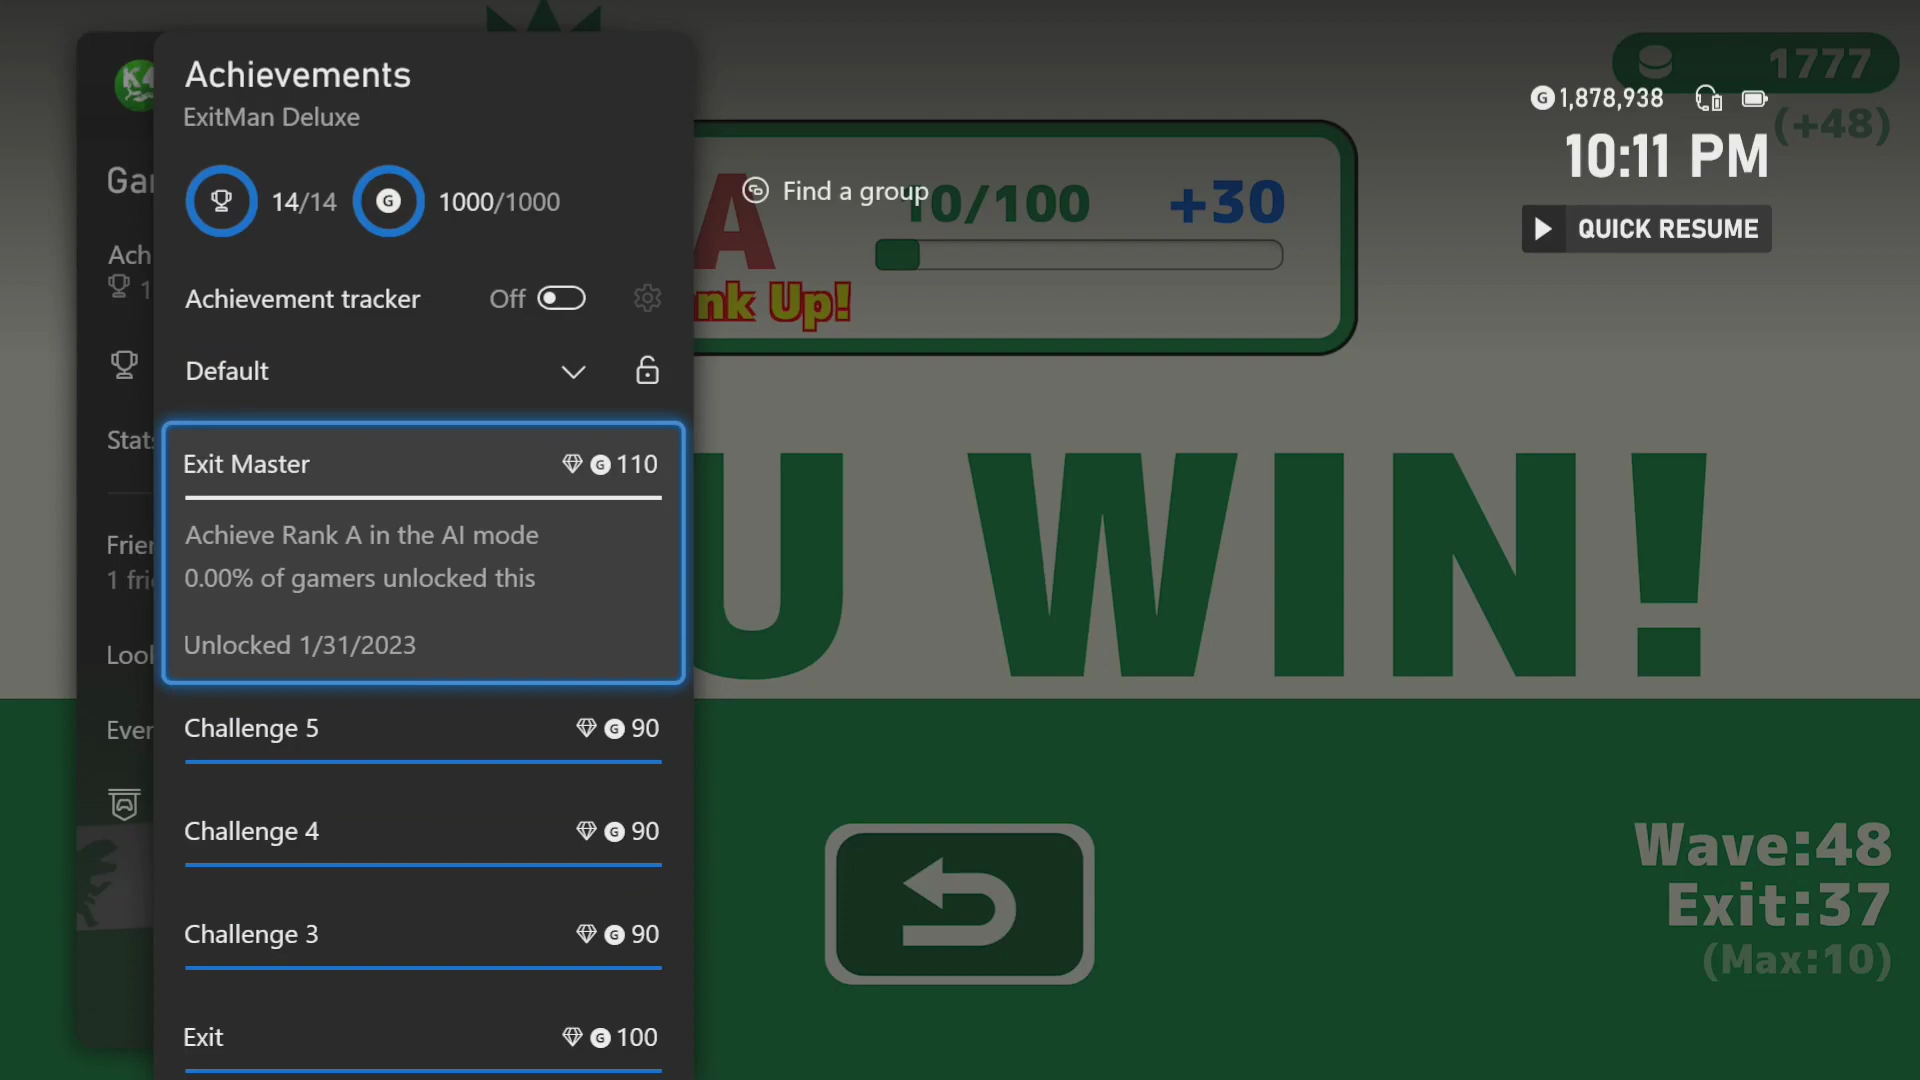 Achievements
ExitMan Deluxe
14/14
G
1000/1000
Achievement tracker
Off
Default
Exit Master
G 110
Achieve Rank A in the AI mode
0.00% of gamers unlocked this
Unlocked 1/31/2023
Challenge 5
G 90
Challenge 4
G 90
Challenge 3
G 90
Exit
G 100
Find a group
A
10/100
+30
nk Up!
U WIN!
1777
(+48)
G 1,878,938
10:11 PM
QUICK RESUME
Wave:48
Exit:37
(Max:10)